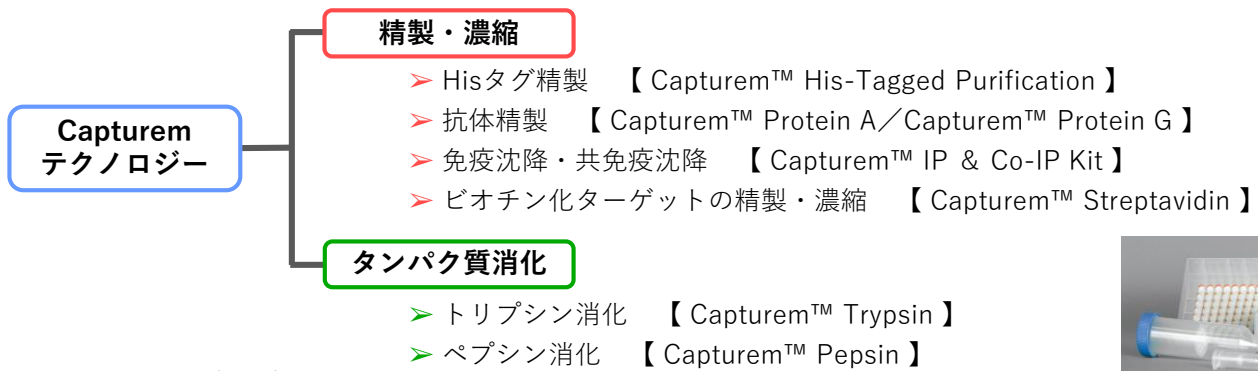 精製・濃縮
➢ Hisタグ精製 【 Capturem™ His-Tagged Purification 】
Capturem
テクノロジー
➢ 抗体精製 【 Capturem™ Protein A／Capturem™ Protein G 】
➢ 免疫沈降・共免疫沈降 【 Capturem™ IP & Co-IP Kit 】
➢ ビオチン化ターゲットの精製・濃縮 【 Capturem™ Streptavidin 】
タンパク質消化
➢ トリプシン消化 【 Capturem™ Trypsin 】
➢ ペプシン消化 【 Capturem™ Pepsin 】